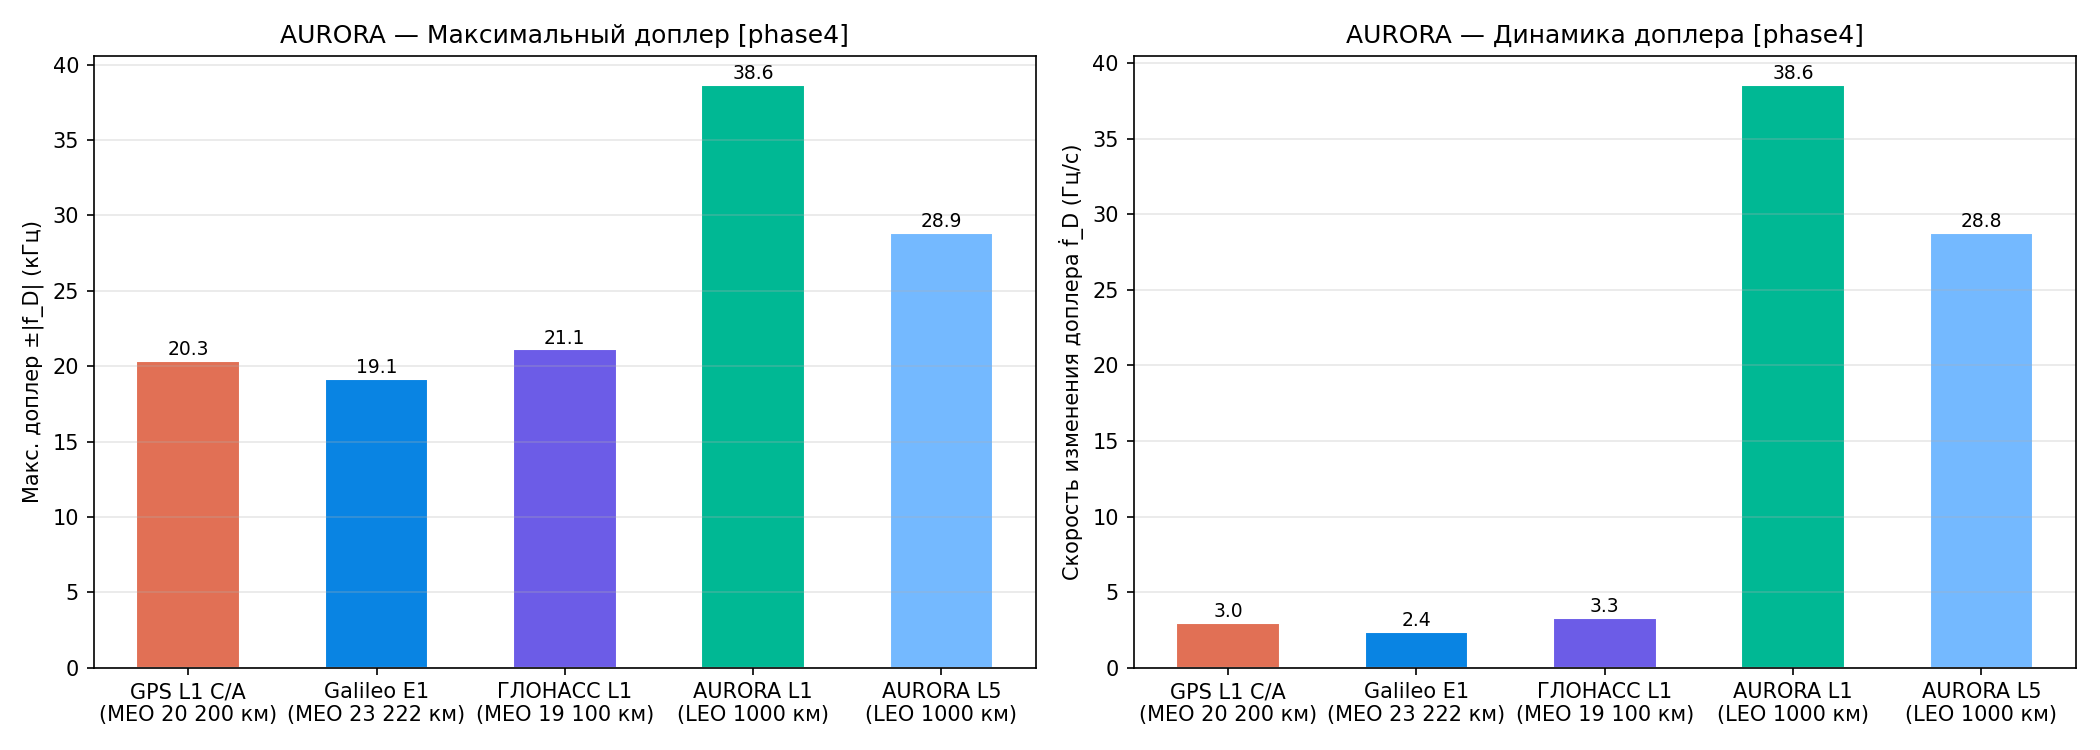 AURORA — Максимальный доплер [phase4]
Макс. доплер ±|f_D| (кГц)
40
35
30
25
20
15
10
5
0
20.3
19.1
21.1
38.6
28.9
GPS L1 C/A
(MEO 20 200 км)
Galileo E1
(MEO 23 222 км)
ГЛОНАСС L1
(MEO 19 100 км)
AURORA L1
(LEO 1000 км)
AURORA L5
(LEO 1000 км)
AURORA — Динамика доплера [phase4]
Скорость изменения доплера ḟ_D (Гц/с)
40
35
30
25
20
15
10
5
0
3.0
2.4
3.3
38.6
28.8
GPS L1 C/A
(MEO 20 200 км)
Galileo E1
(MEO 23 222 км)
ГЛОНАСС L1
(MEO 19 100 км)
AURORA L1
(LEO 1000 км)
AURORA L5
(LEO 1000 км)